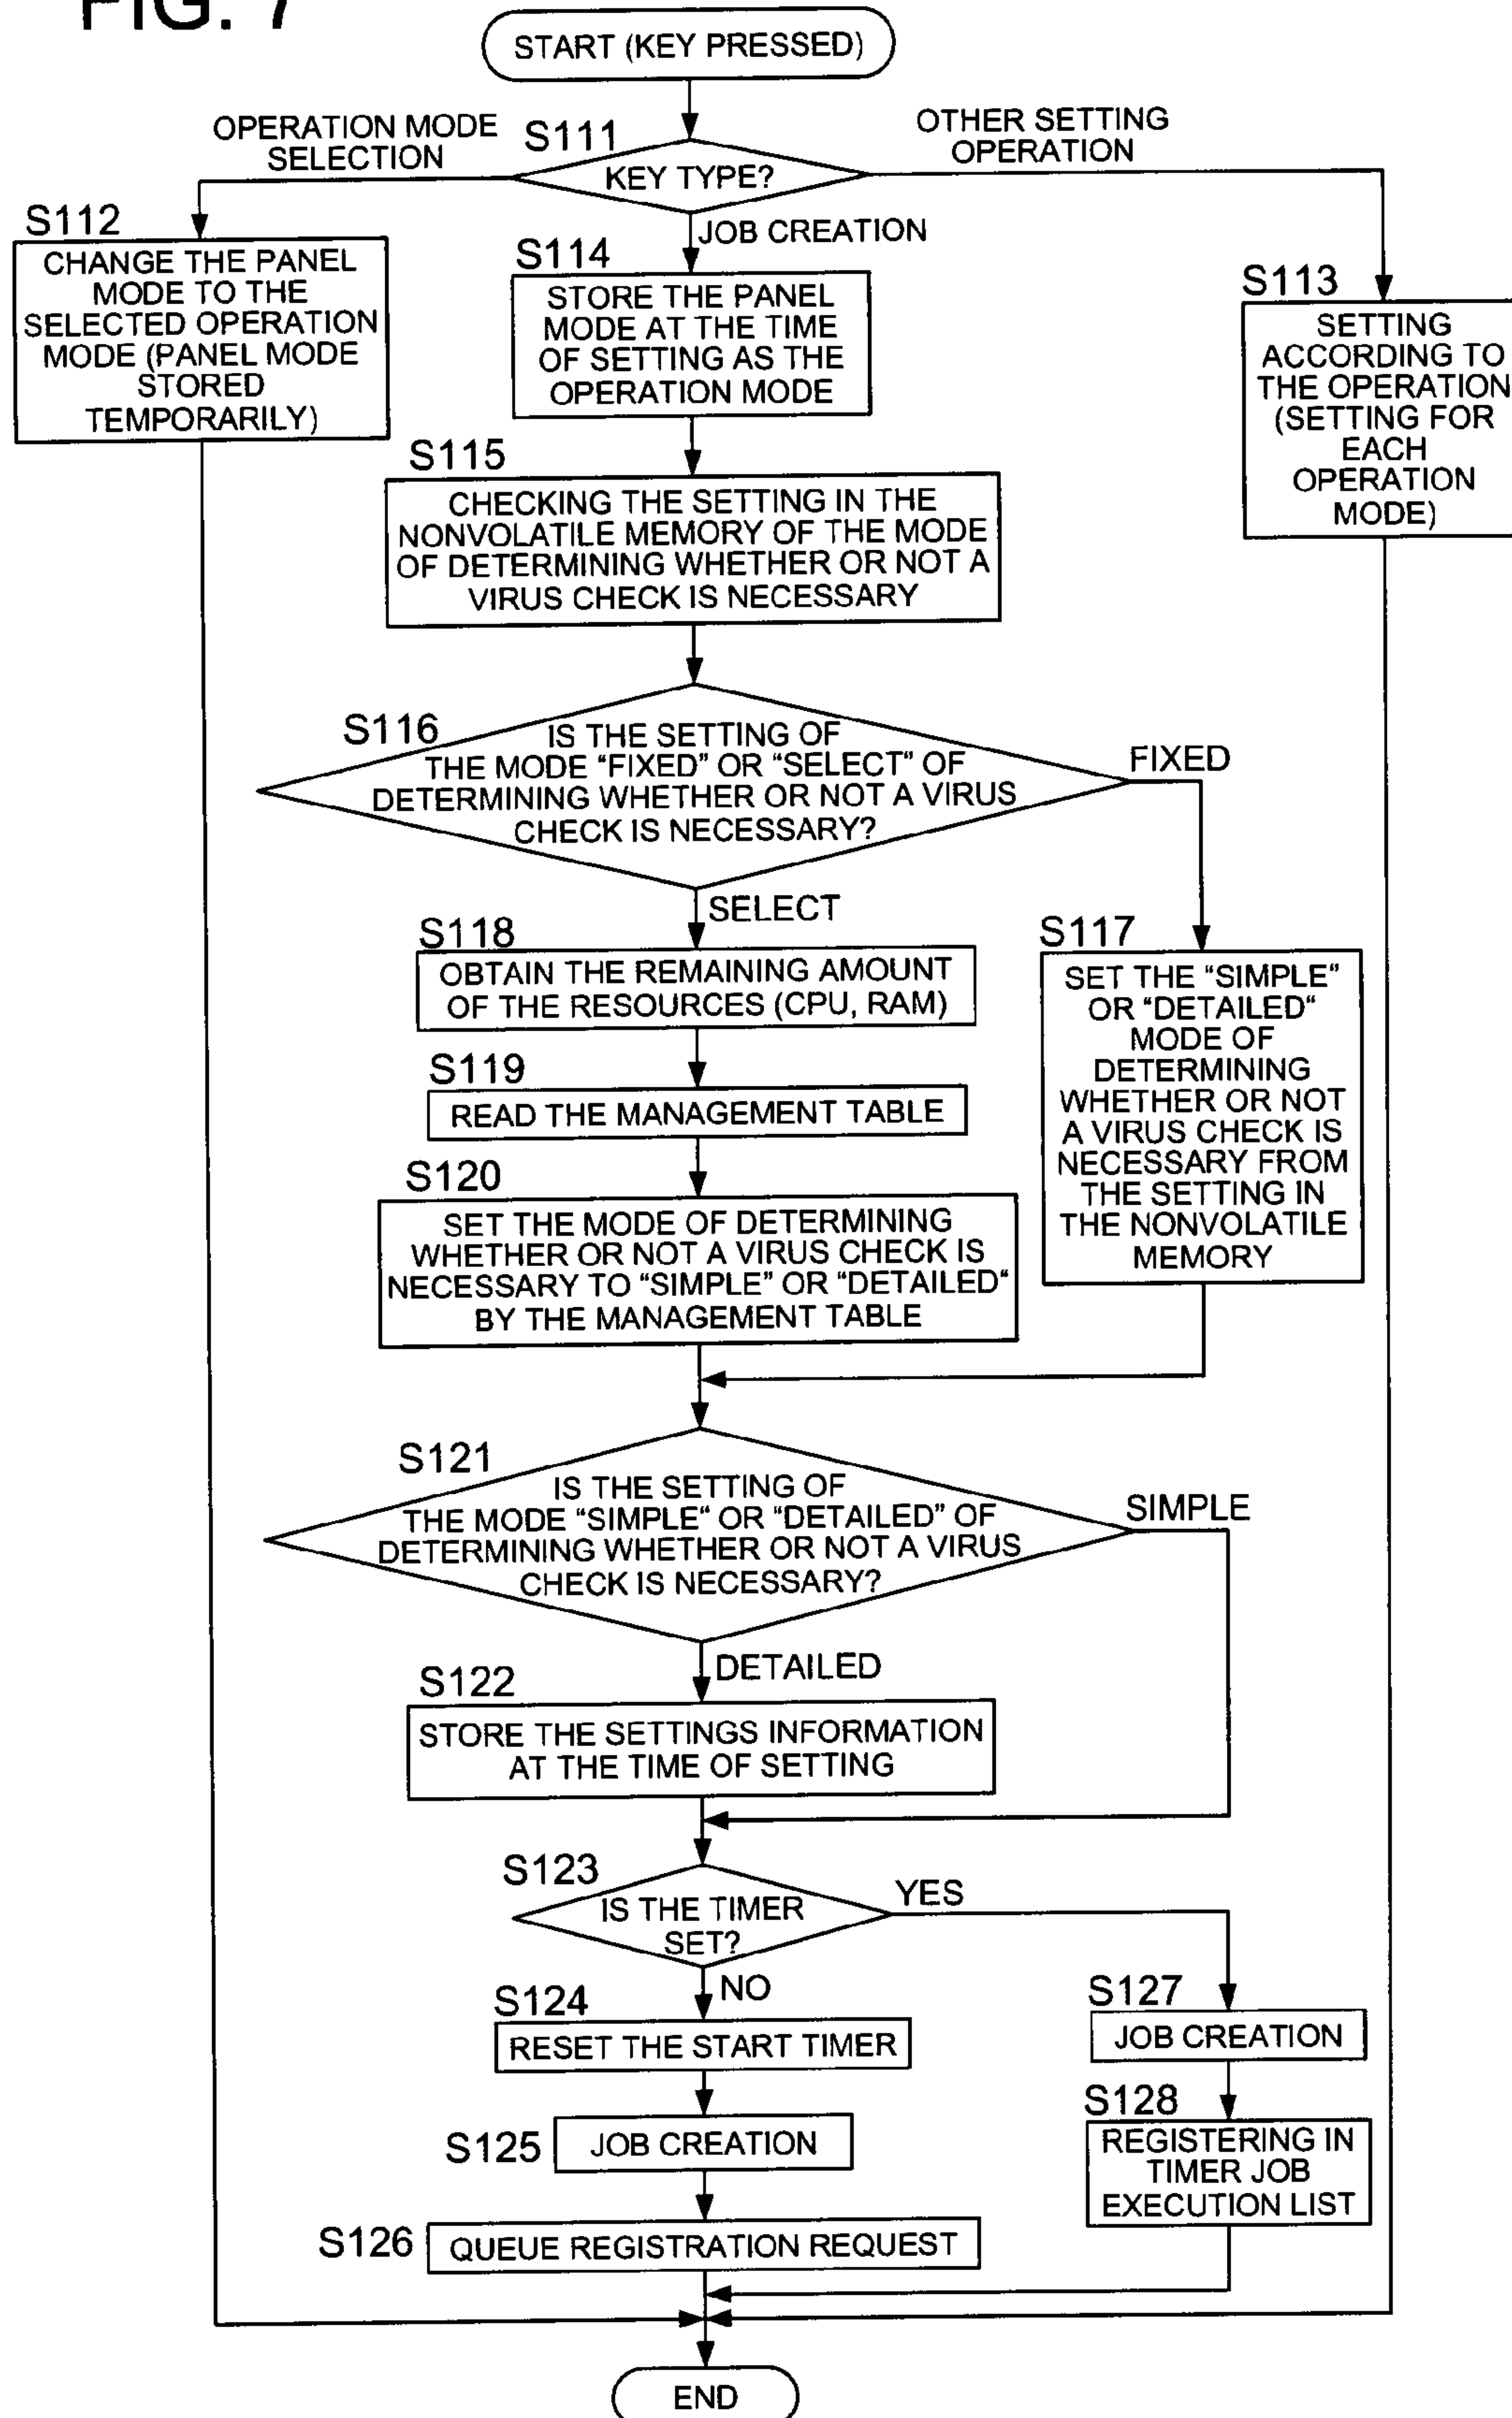 FIG. 7
START (KEY PRESSED)
OPERATION MODE
SELECTION
S111
KEY TYPE?
OTHER SETTING
OPERATION
S112
CHANGE THE PANEL
MODE TO THE
SELECTED OPERATION
MODE (PANEL MODE
STORED
TEMPORARILY)
JOB CREATION
S114
STORE THE PANEL
MODE AT THE TIME
OF SETTING AS THE
OPERATION MODE
S113
SETTING
ACCORDING TO
THE OPERATION
(SETTING FOR
EACH
OPERATION
MODE)
S115
CHECKING THE SETTING IN THE
NONVOLATILE MEMORY OF THE MODE
OF DETERMINING WHETHER OR NOT A
VIRUS CHECK IS NECESSARY
S116
IS THE SETTING OF
THE MODE “FIXED” OR “SELECT” OF
DETERMINING WHETHER OR NOT A VIRUS
CHECK IS NECESSARY?
FIXED
SELECT
S118
OBTAIN THE REMAINING AMOUNT
OF THE RESOURCES (CPU, RAM)
S117
SET THE “SIMPLE”
OR “DETAILED“
MODE OF
DETERMINING
WHETHER OR NOT
A VIRUS CHECK IS
NECESSARY FROM
THE SETTING IN
THE NONVOLATILE
MEMORY
S119
READ THE MANAGEMENT TABLE
S120
SET THE MODE OF DETERMINING
WHETHER OR NOT A VIRUS CHECK IS
NECESSARY TO “SIMPLE” OR “DETAILED“
BY THE MANAGEMENT TABLE
S121
IS THE SETTING OF
THE MODE “SIMPLE“ OR “DETAILED” OF
DETERMINING WHETHER OR NOT A VIRUS
CHECK IS NECESSARY?
SIMPLE
DETAILED
S122
STORE THE SETTINGS INFORMATION
AT THE TIME OF SETTING
S123
IS THE TIMER
SET?
YES
NO
S124
RESET THE START TIMER
S127
JOB CREATION
S125
JOB CREATION
S128
REGISTERING IN
TIMER JOB
EXECUTION LIST
S126
QUEUE REGISTRATION REQUEST
END